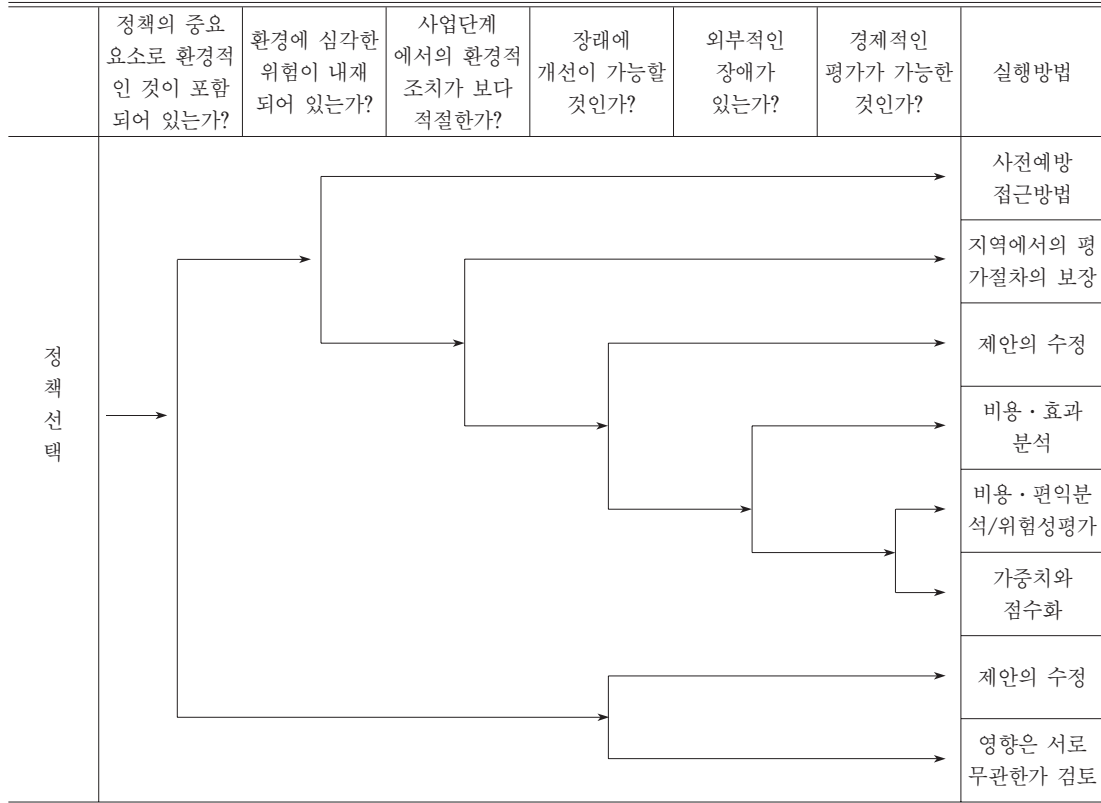 정책의 중요
요소로 환경적
인 것이 포함
되어 있는가?
환경에 심각한
위험이 내재
되어 있는가?
사업단계
에서의 환경적
조치가 보다
적절한가?
장래에
개선이 가능할
것인가?
외부적인
장애가
있는가?
경제적인
평가가 가능한
것인가?
실행방법
정
책
선
택
사전예방
접근방법
지역에서의 평
가절차의 보장
제안의 수정
비용·효과
분석
비용·편익분
석/위험성평가
가중치와
점수화
제안의 수정
영향은 서로
무관한가 검토